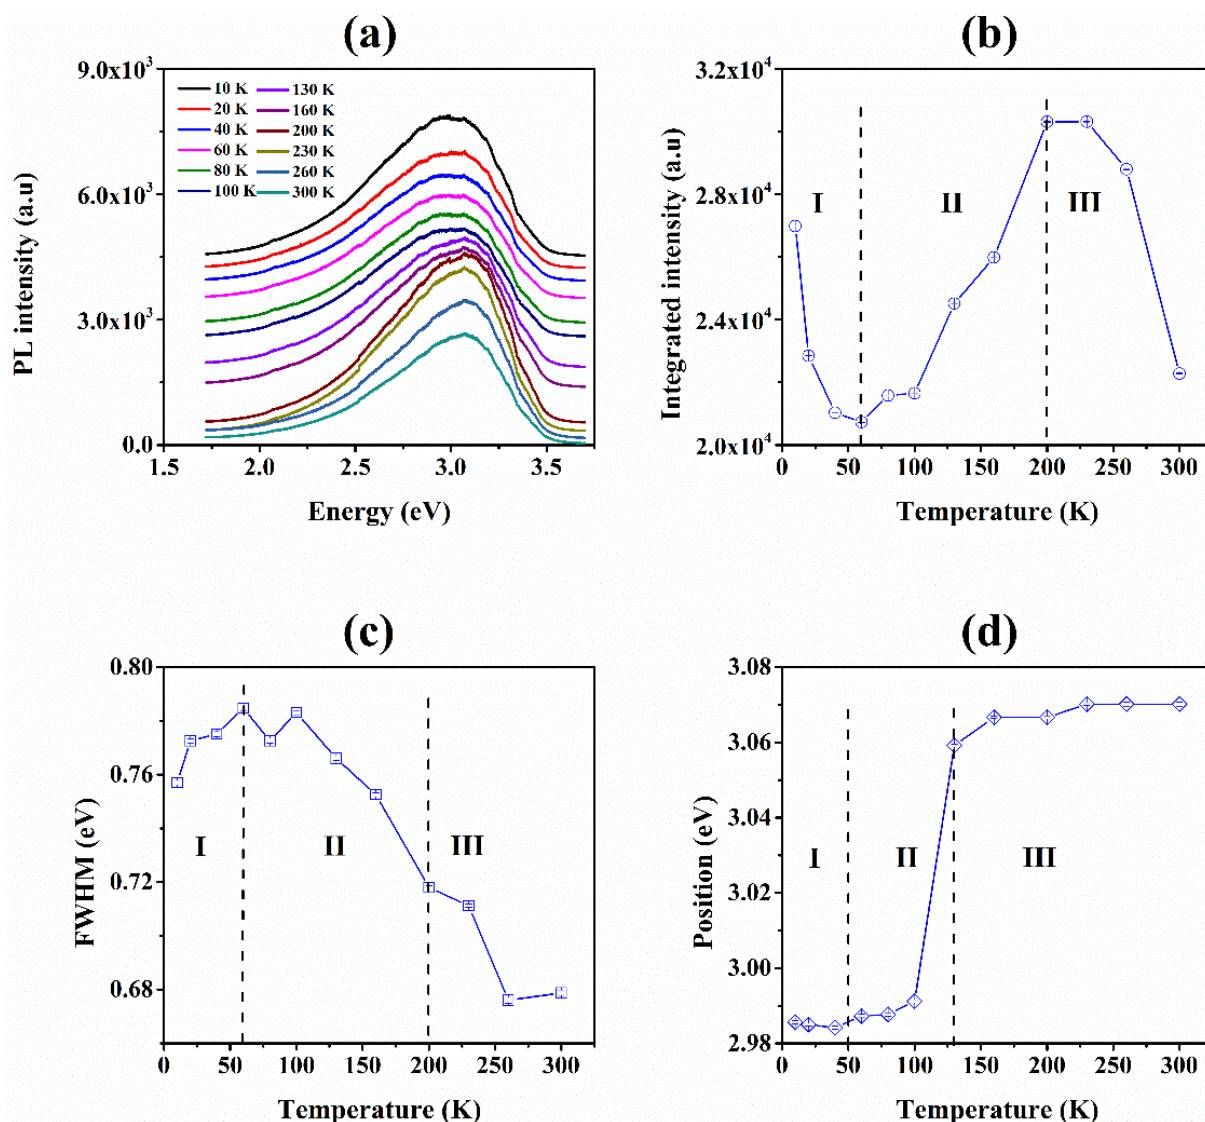 (a)
9.0x10³
6.0x10³
3.0x10³
0.0
PL intensity (a.u)
10 K
20 K
40 K
60 K
80 K
100 K
130 K
160 K
200 K
230 K
260 K
300 K
1.5 2.0 2.5 3.0 3.5
Energy (eV)
(b)
3.2x10⁴
2.8x10⁴
2.4x10⁴
2.0x10⁴
Integrated intensity (a.u)
I II III
0 50 100 150 200 250 300
Temperature (K)
(c)
0.80
0.76
0.72
0.68
FWHM (eV)
I II III
0 50 100 150 200 250 300
Temperature (K)
(d)
3.08
3.06
3.04
3.02
3.00
2.98
Position (eV)
I II III
0 50 100 150 200 250 300
Temperature (K)